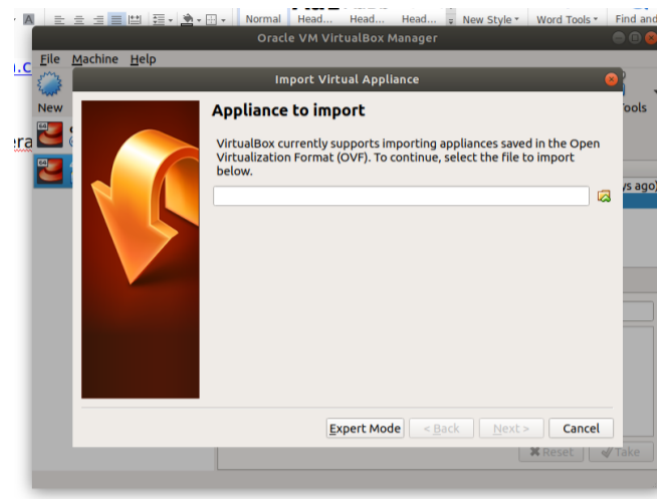 Normal Head... Head... Head... New Style Word Tools Find and
Oracle VM VirtualBox Manager
File Machine Help
Import Virtual Appliance
New
ools
Appliance to import
VirtualBox currently supports importing appliances saved in the Open
Virtualization Format (OVF). To continue, select the file to import
below.
ys ago)
Expert Mode < Back Next > Cancel
Reset Take